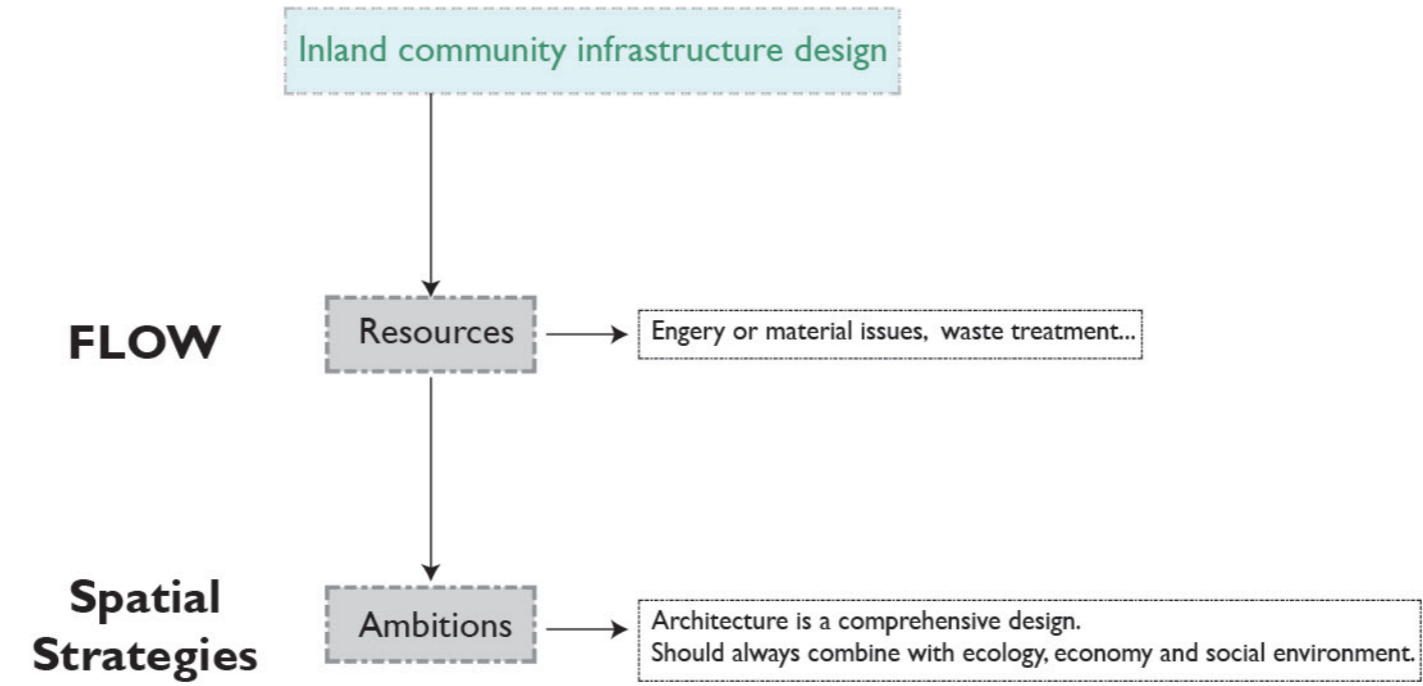 Inland community infrastructure design
FLOW
Resources
Engery or material issues, waste treatment...
Spatial
Strategies
Ambitions
Architecture is a comprehensive design.
Should always combine with ecology, economy and social environment.